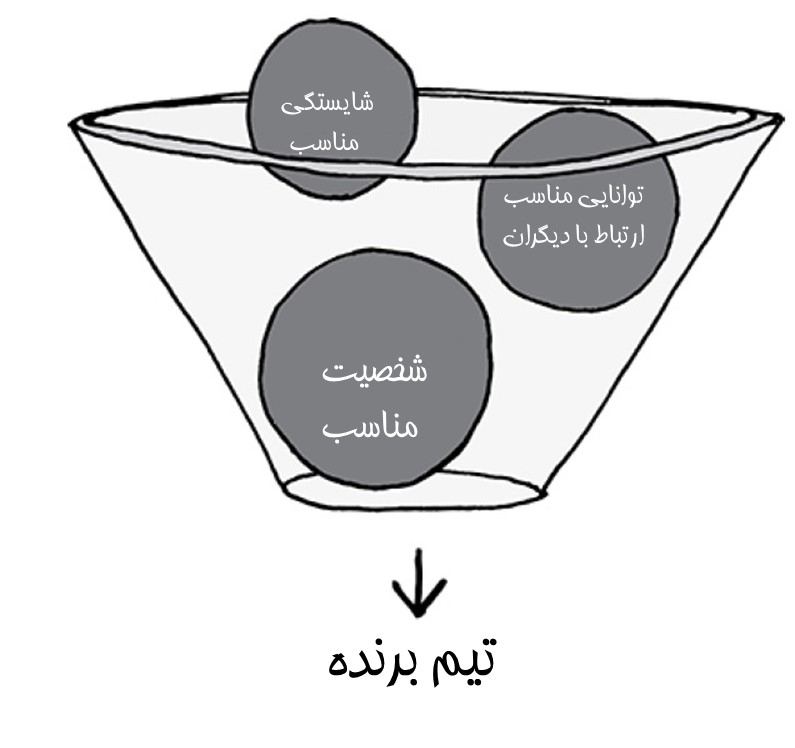 شایستگی
مناسب
توانایی مناسب
ارتباط با دیگران
شخصیت
مناسب
تیم برنده